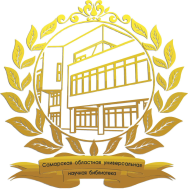 Самарская областная универсальная
научная библиотека